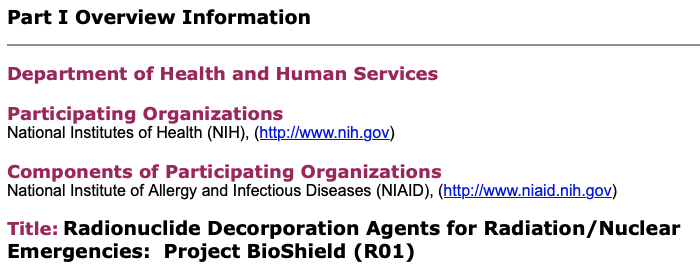 Part I Overview Information
Department of Health and Human Services
Participating Organizations
National Institutes of Health (NIH), (http://www.nih.gov)
Components of Participating Organizations
National Institute of Allergy and Infectious Diseases (NIAID), (http://www.niaid.nih.gov)
Title: Radionuclide Decorporation Agents for Radiation/Nuclear
Emergencies:  Project BioShield (R01)